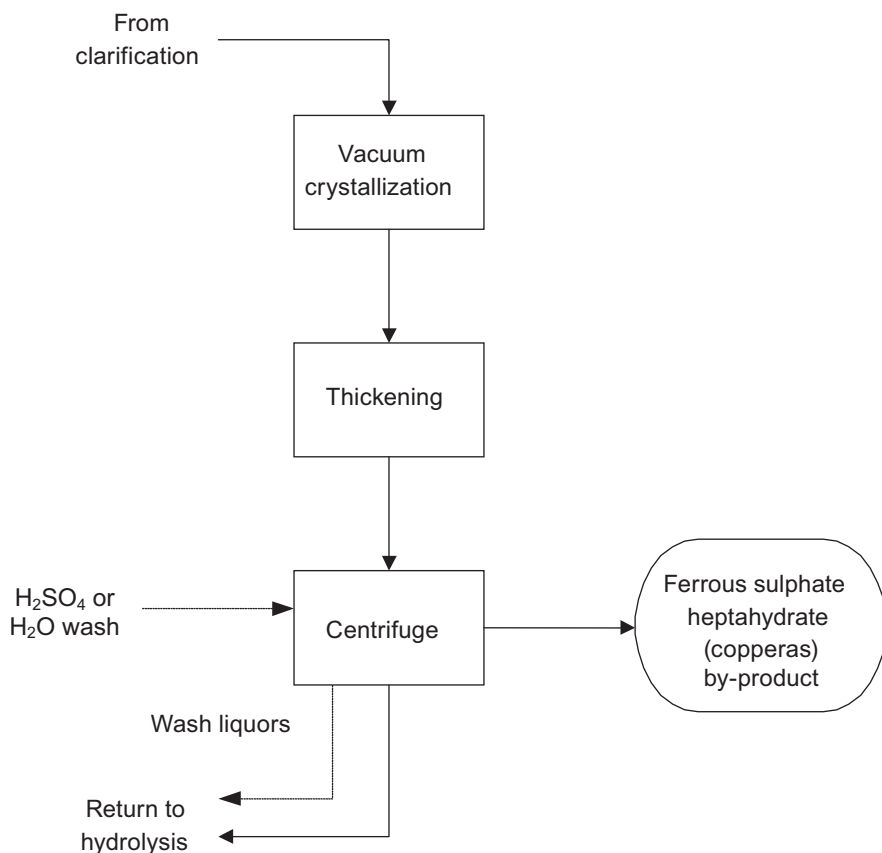 From
clarification
Vacuum
crystallization
Thickening
H₂SO₄ or
H₂O wash
Centrifuge
Ferrous sulphate
heptahydrate
(copperas)
by-product
Wash liquors
Return to
hydrolysis